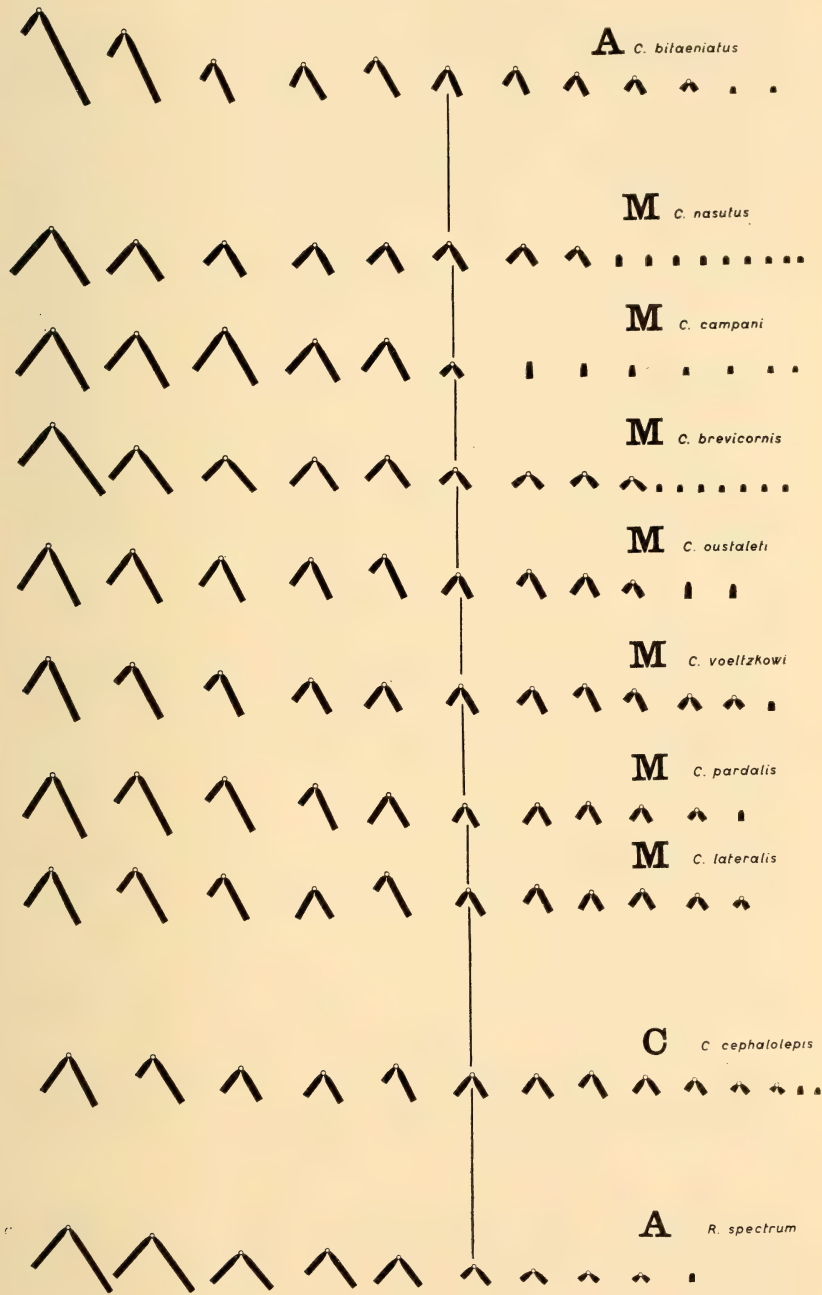 A C. bitaeniatus
M C. nasutus
M C. campani
M C. brevicornis
M C. oustaleti
M C. voeltzkowi
M C. pardalis
M C. lateralis
C C cephalolepis
A R. spectrum